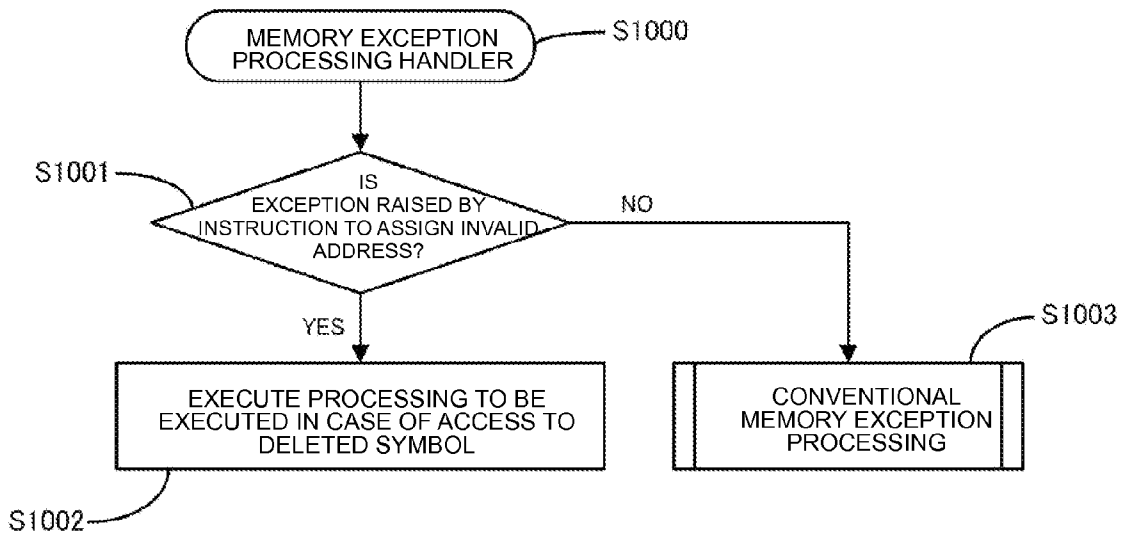 MEMORY EXCEPTION
PROCESSING HANDLER
S1000
S1001
IS
EXCEPTION RAISED BY
INSTRUCTION TO ASSIGN INVALID
ADDRESS?
NO
YES
S1003
EXECUTE PROCESSING TO BE
EXECUTED IN CASE OF ACCESS TO
DELETED SYMBOL
CONVENTIONAL
MEMORY EXCEPTION
PROCESSING
S1002